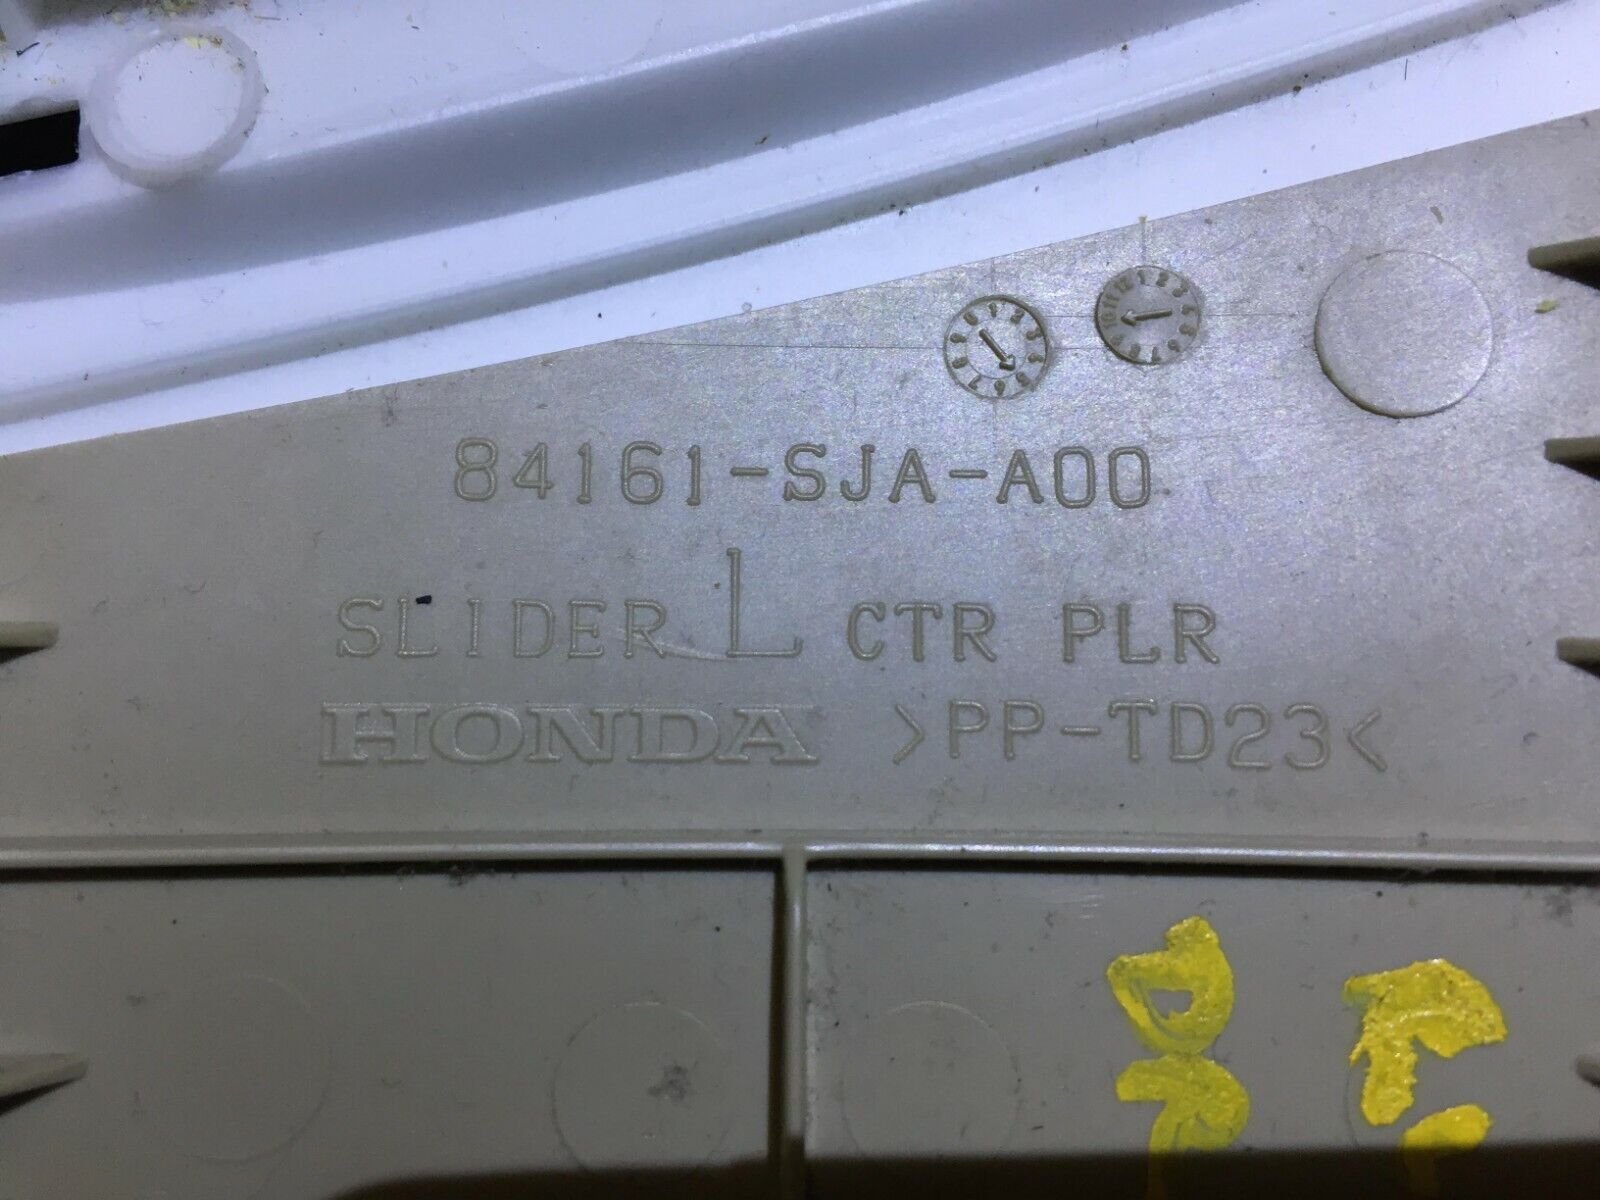 84161-SJA-A00
SLIDER L CTR PLR
HONDA >PP-TD23<